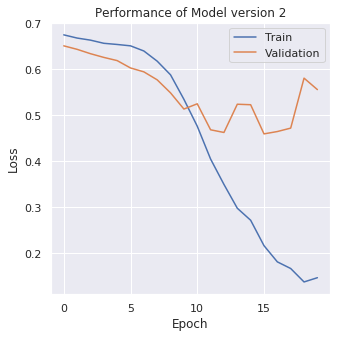 Performance of Model version 2
Train
Validation
Loss
0.7
0.6
0.5
0.4
0.3
0.2
0 5 10 15
Epoch